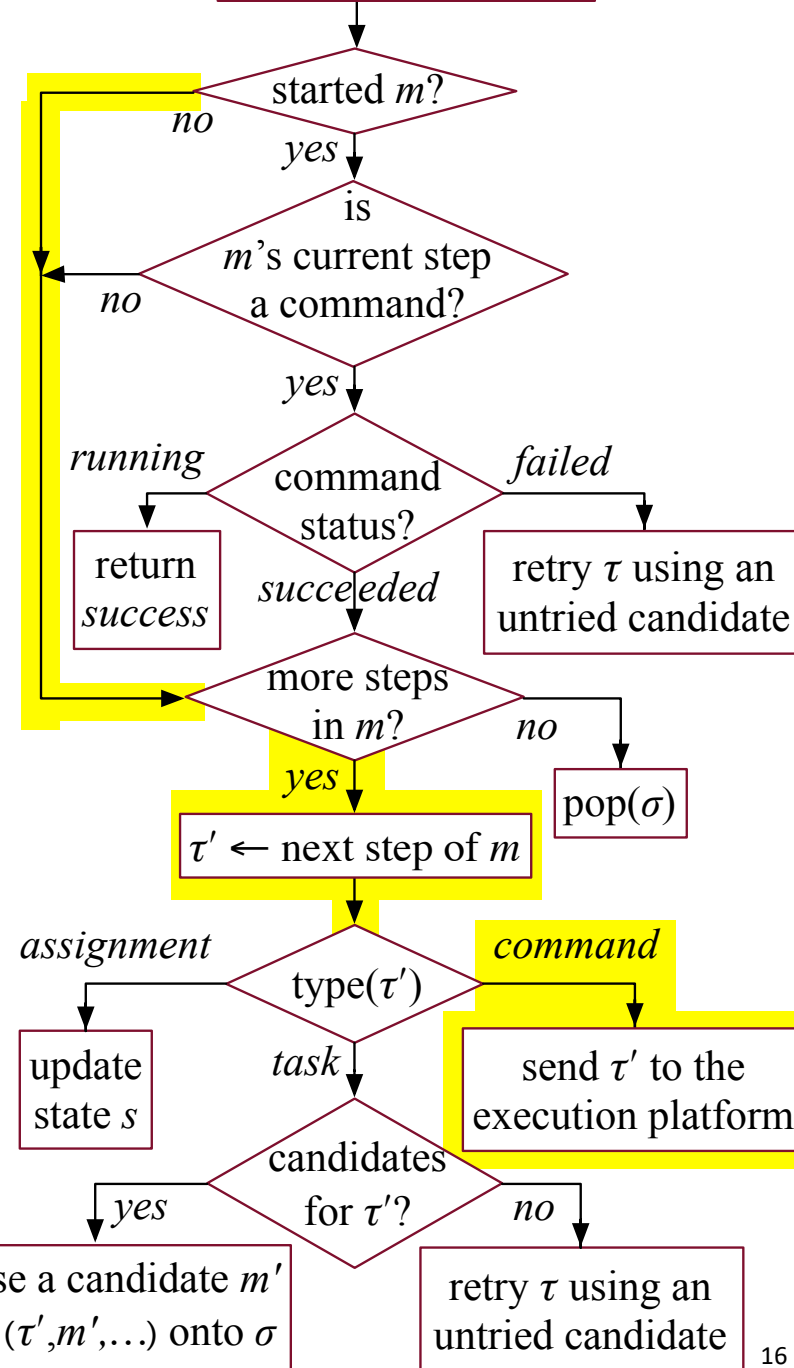 started m?
no
yes
is
m's current step
a command?
no
yes
running
failed
command
status?
return
success
succeeded
retry τ using an
untried candidate
more steps
in m?
no
yes
pop(σ)
τ′ ← next step of m
assignment
command
type(τ′)
update
state s
task
send τ′ to the
execution platform
candidates
for τ′?
yes
no
se a candidate m′
(τ′,m′,…) onto σ
retry τ using an
untried candidate
16